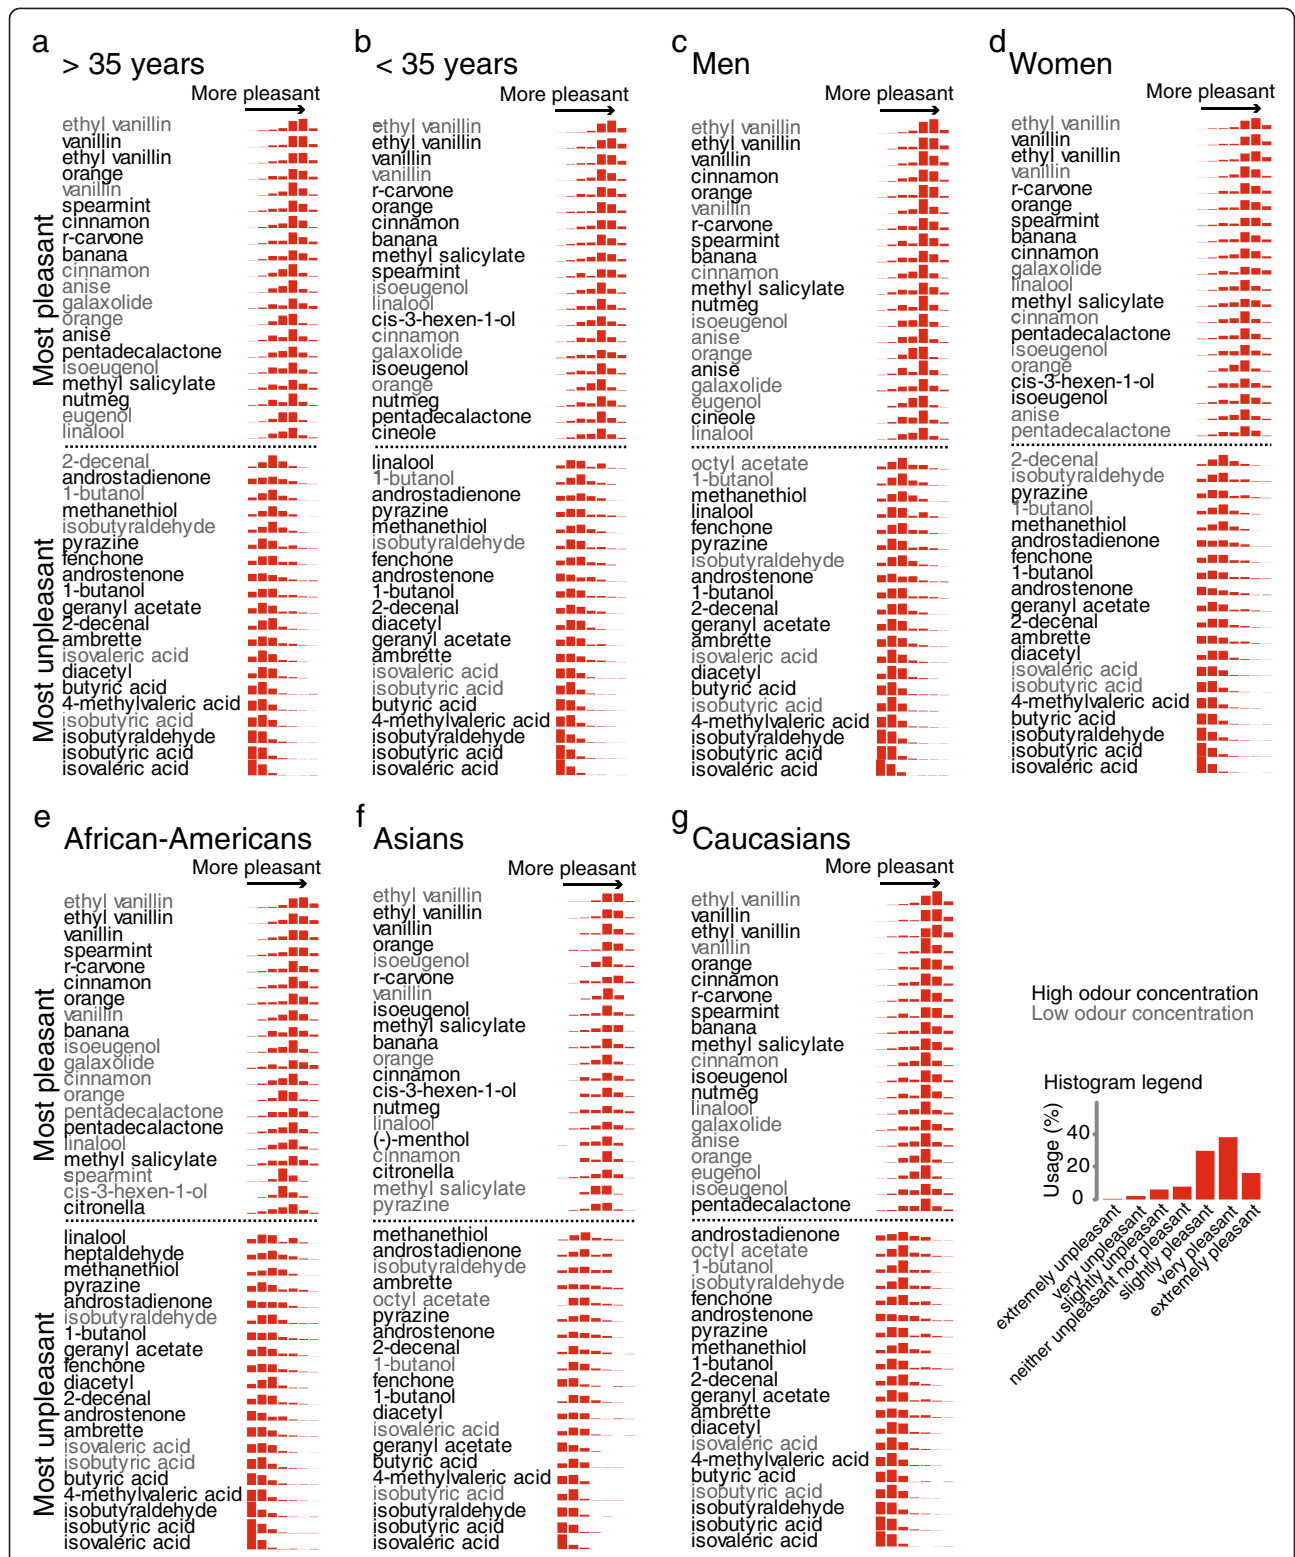 a
> 35 years
More pleasant
Most pleasant
ethyl vanillin
vanillin
ethyl vanillin
orange
vanillin
spearmint
cinnamon
r-carvone
banana
cinnamon
anise
galaxolide
orange
anise
pentadecalactone
isoeugenol
methyl salicylate
nutmeg
eugenol
linalool
Most unpleasant
2-decenal
androstadienone
1-butanol
methanethiol
isobutyraldehyde
pyrazine
fenchone
androstenone
1-butanol
geranyl acetate
2-decenal
ambrette
isovaleric acid
diacetyl
butyric acid
4-methylvaleric acid
isobutyric acid
isobutyraldehyde
isobutyric acid
isovaleric acid
b
< 35 years
More pleasant
ethyl vanillin
ethyl vanillin
vanillin
vanillin
r-carvone
orange
cinnamon
banana
methyl salicylate
spearmint
isoeugenol
linalool
cis-3-hexen-1-ol
cinnamon
galaxolide
isoeugenol
orange
nutmeg
pentadecalactone
cineole
linalool
1-butanol
androstadienone
pyrazine
methanethiol
isobutyraldehyde
fenchone
androstenone
1-butanol
2-decenal
diacetyl
geranyl acetate
ambrette
isovaleric acid
isobutyric acid
butyric acid
4-methylvaleric acid
isobutyraldehyde
isobutyric acid
isovaleric acid
c
Men
More pleasant
ethyl vanillin
ethyl vanillin
vanillin
cinnamon
orange
vanillin
r-carvone
spearmint
banana
cinnamon
methyl salicylate
nutmeg
isoeugenol
anise
orange
anise
galaxolide
eugenol
cineole
linalool
octyl acetate
1-butanol
methanethiol
linalool
fenchone
pyrazine
isobutyraldehyde
androstenone
1-butanol
2-decenal
geranyl acetate
ambrette
isovaleric acid
diacetyl
butyric acid
isobutyric acid
4-methylvaleric acid
isobutyraldehyde
isobutyric acid
isovaleric acid
d
Women
More pleasant
ethyl vanillin
vanillin
ethyl vanillin
vanillin
r-carvone
orange
spearmint
banana
cinnamon
galaxolide
linalool
methyl salicylate
cinnamon
pentadecalactone
isoeugenol
orange
cis-3-hexen-1-ol
isoeugenol
anise
pentadecalactone
2-decenal
isobutyraldehyde
pyrazine
1-butanol
methanethiol
androstadienone
fenchone
1-butanol
androstenone
geranyl acetate
2-decenal
ambrette
diacetyl
isovaleric acid
isobutyric acid
4-methylvaleric acid
butyric acid
isobutyraldehyde
isobutyric acid
isovaleric acid
e
African-Americans
More pleasant
Most pleasant
ethyl vanillin
ethyl vanillin
vanillin
spearmint
r-carvone
cinnamon
orange
vanillin
banana
isoeugenol
galaxolide
cinnamon
orange
pentadecalactone
pentadecalactone
linalool
methyl salicylate
spearmint
cis-3-hexen-1-ol
citronella
Most unpleasant
linalool
heptaldehyde
methanethiol
pyrazine
androstadienone
isobutyraldehyde
1-butanol
geranyl acetate
fenchone
diacetyl
2-decenal
androstenone
ambrette
isovaleric acid
isobutyric acid
butyric acid
4-methylvaleric acid
isobutyraldehyde
isobutyric acid
isovaleric acid
f
Asians
More pleasant
ethyl vanillin
ethyl vanillin
vanillin
orange
isoeugenol
r-carvone
vanillin
isoeugenol
methyl salicylate
banana
orange
cinnamon
cis-3-hexen-1-ol
nutmeg
linalool
(-)-menthol
cinnamon
citronella
methyl salicylate
pyrazine
methanethiol
androstadienone
isobutyraldehyde
ambrette
octyl acetate
pyrazine
androstenone
2-decenal
1-butanol
fenchone
1-butanol
diacetyl
isovaleric acid
geranyl acetate
butyric acid
4-methylvaleric acid
isobutyric acid
isobutyraldehyde
isobutyric acid
isovaleric acid
g
Caucasians
More pleasant
ethyl vanillin
vanillin
ethyl vanillin
vanillin
orange
cinnamon
r-carvone
spearmint
banana
methyl salicylate
cinnamon
isoeugenol
nutmeg
linalool
galaxolide
anise
orange
eugenol
isoeugenol
pentadecalactone
androstadienone
octyl acetate
1-butanol
isobutyraldehyde
fenchone
androstenone
pyrazine
methanethiol
1-butanol
2-decenal
geranyl acetate
ambrette
diacetyl
isovaleric acid
4-methylvaleric acid
butyric acid
isobutyric acid
isobutyraldehyde
isobutyric acid
isovaleric acid
High odour concentration
Low odour concentration
Histogram legend
Usage (%)
40
20
0
extremely unpleasant
very unpleasant
slightly unpleasant
neither unpleasant nor pleasant
slightly pleasant
very pleasant
extremely pleasant